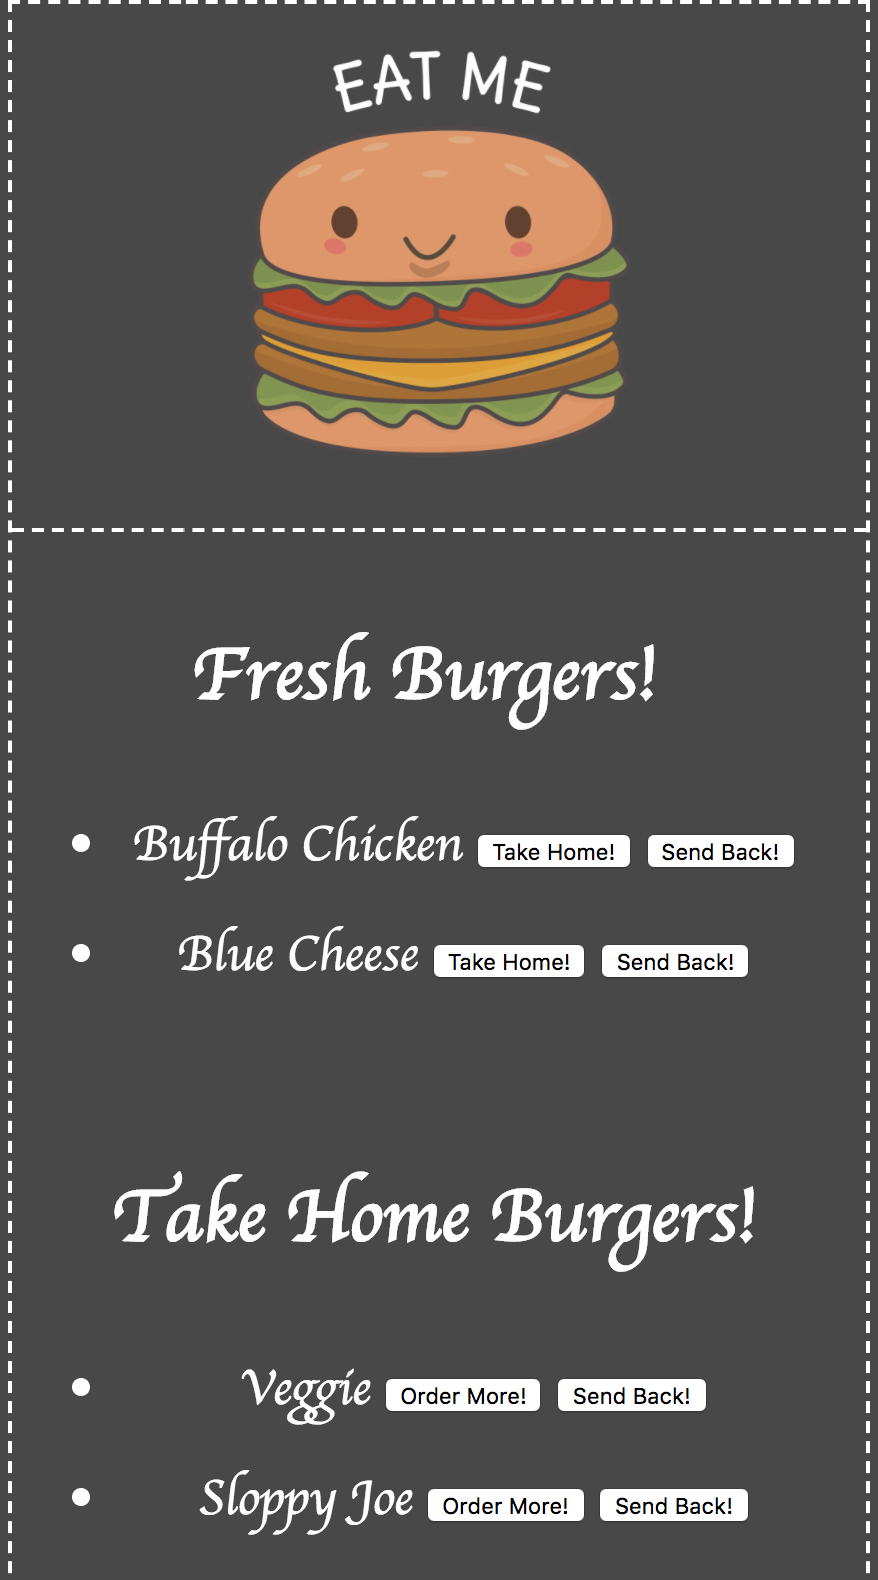 EAT ME
Fresh Burgers!
Buffalo Chicken Take Home! Send Back!
Blue Cheese Take Home! Send Back!
Take Home Burgers!
Veggie Order More! Send Back!
Sloppy Joe Order More! Send Back!